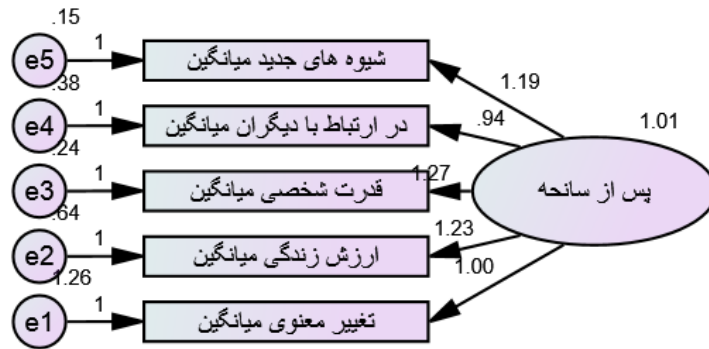 .15
e5 1 شیوه های جدید میانگین 1.19
.38
e4 1 در ارتباط با دیگران میانگین .94 1.01
.24
e3 1 قدرت شخصی میانگین 1.27 پس از سانحه
.64
e2 1 ارزش زندگی میانگین 1.23
1.26 1.00
e1 1 تغییر معنوی میانگین